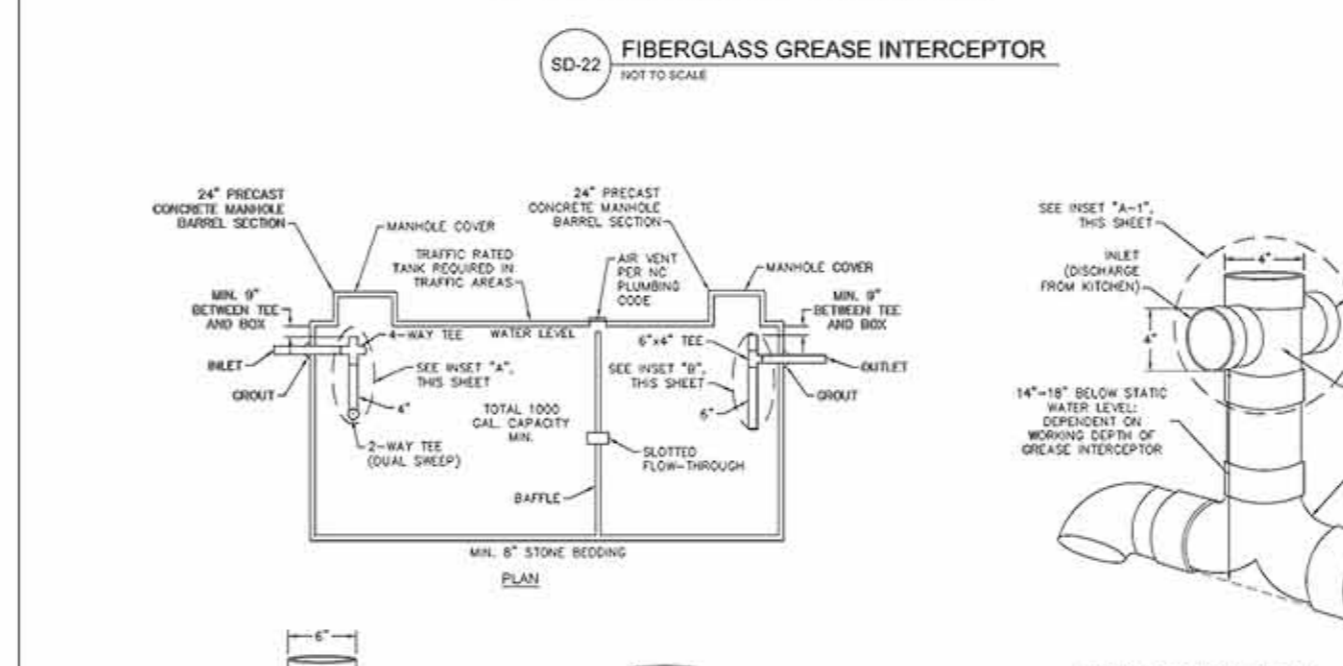 SD-22
FIBERGLASS GREASE INTERCEPTOR
NOT TO SCALE
24" PRECAST
CONCRETE MANHOLE
BARREL SECTION
MANHOLE COVER
TRAFFIC RATED
TANK REQUIRED IN
TRAFFIC AREAS
24" PRECAST
CONCRETE MANHOLE
BARREL SECTION
AIR VENT
PER NC
PLUMBING
CODE
MANHOLE COVER
MIN. 9"
BETWEEN TEE
AND BOX
MIN. 9"
BETWEEN TEE
AND BOX
4-WAY TEE
WATER LEVEL
6"x4" TEE
INLET
SEE INSET "A",
THIS SHEET
SEE INSET "B",
THIS SHEET
OUTLET
GROUT
GROUT
4"
6"
TOTAL 1000
GAL. CAPACITY
MIN.
2-WAY TEE
(DUAL SWEEP)
SLOTTED
FLOW-THROUGH
BAFFLE
MIN. 8" STONE BEDDING
PLAN
SEE INSET "A-1",
THIS SHEET
INLET
(DISCHARGE
FROM KITCHEN)
4"
4"
14"-18" BELOW STATIC
WATER LEVEL:
DEPENDENT ON
WORKING DEPTH OF
GREASE INTERCEPTOR
6"